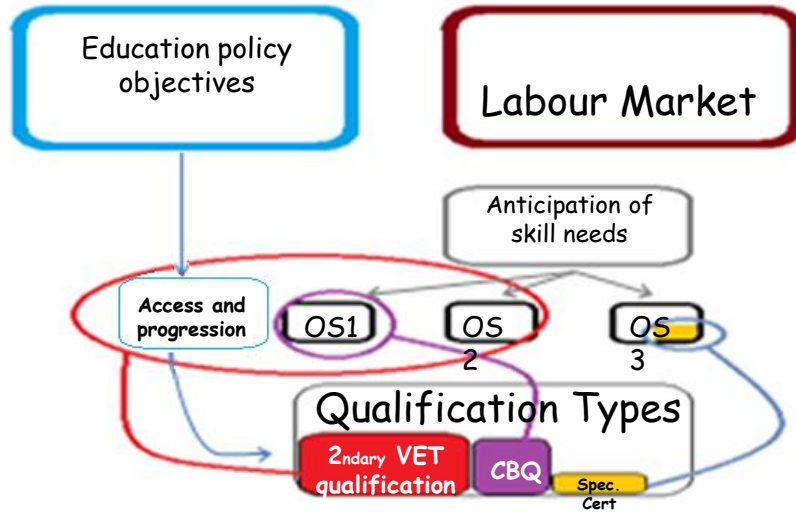 Education policy
objectives
Labour Market
Anticipation of
skill needs
Access and
progression
OS1
OS
2
OS
3
Qualification Types
2ndary VET
qualification
CBQ
Spec.
Cert